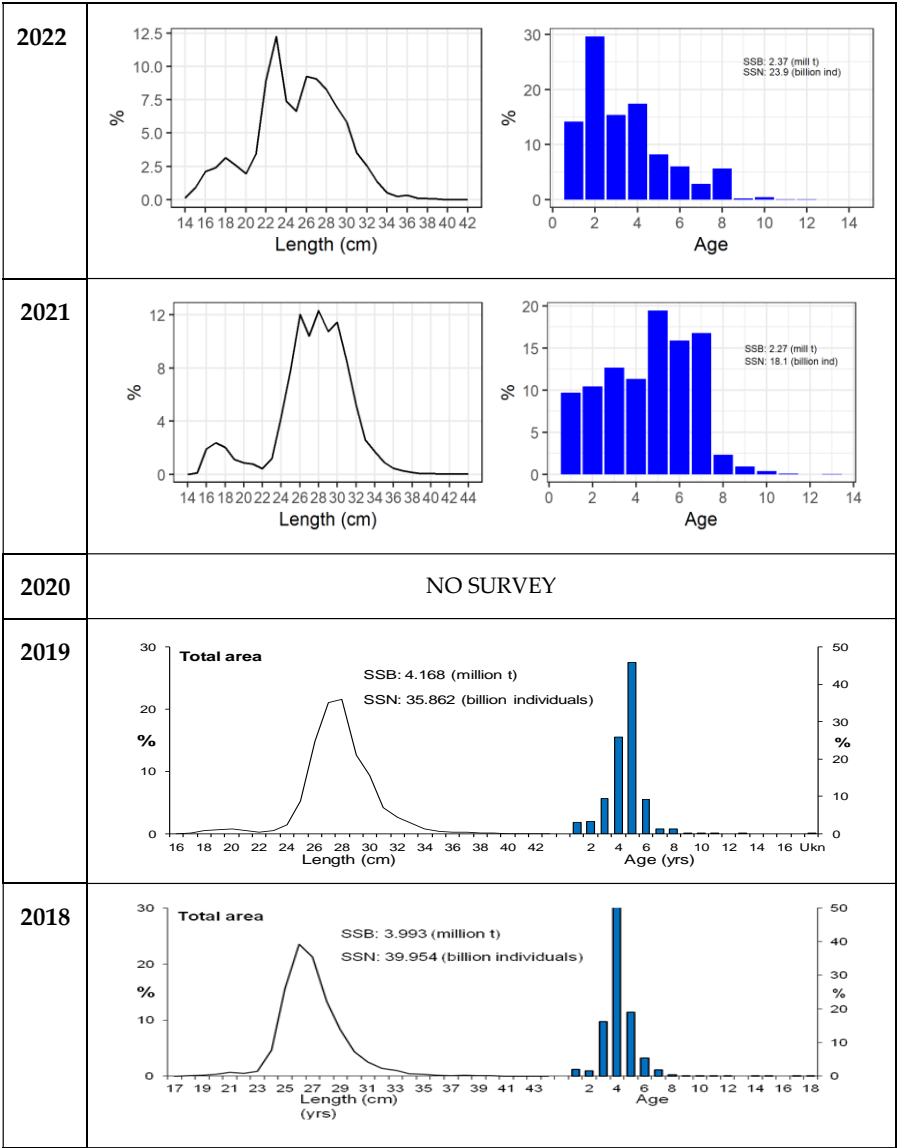 2022
12.5
10.0
7.5
5.0
2.5
0.0
%
14 16 18 20 22 24 26 28 30 32 34 36 38 40 42
Length (cm)
30
20
10
0
%
SSB: 2.37 (mill t)
SSN: 23.9 (billion ind)
0 2 4 6 8 10 12 14
Age
2021
12
8
4
0
%
14 16 18 20 22 24 26 28 30 32 34 36 38 40 42 44
Length (cm)
20
15
10
5
0
%
SSB: 2.27 (mill t)
SSN: 18.1 (billion ind)
0 2 4 6 8 10 12 14
Age
2020
NO SURVEY
2019
30
20
%
10
0
Total area
SSB: 4.168 (million t)
SSN: 35.862 (billion individuals)
50
40
30
%
20
10
0
16 18 20 22 24 26 28 30 32 34 36 38 40 42
Length (cm)
2 4 6 8 10 12 14 16 Ukn
Age (yrs)
2018
30
20
%
10
0
Total area
SSB: 3.993 (million t)
SSN: 39.954 (billion individuals)
50
40
30
%
20
10
0
17 19 21 23 25 27 29 31 33 35 37 39 41 43
Length (cm)
(yrs)
2 4 6 8 10 12 14 16 18
Age